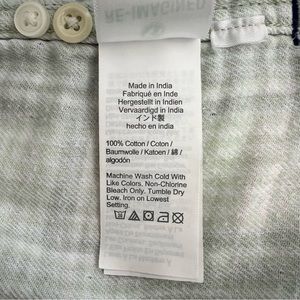 RE-IMAGINED
Made in India
Fabriqué en Inde
Hergestellt in Indien
Vervaardigd in India
インド製
hecho en india
100% Cotton / Coton /
Baumwolle / Katoen / 綿 /
algodón
Machine Wash Cold With
Like Colors. Non-Chlorine
Bleach Only. Tumble Dry
Low. Iron on Lowest
Setting.